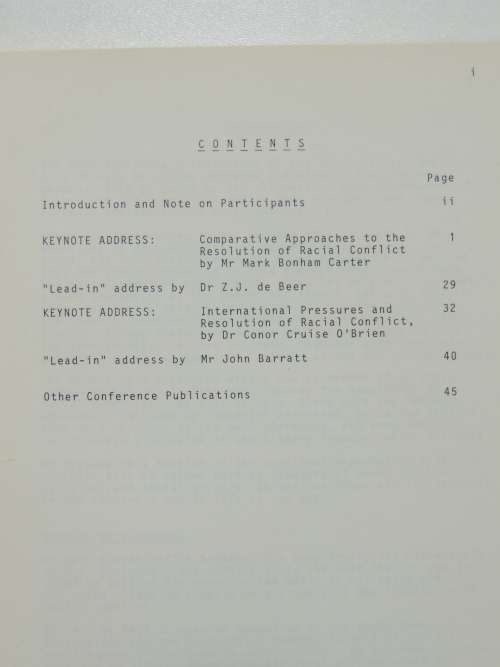 i
C O N T E N T S
Page
Introduction and Note on Participants ii
KEYNOTE ADDRESS: Comparative Approaches to the 1
Resolution of Racial Conflict
by Mr Mark Bonham Carter
"Lead-in" address by Dr Z.J. de Beer 29
KEYNOTE ADDRESS: International Pressures and 32
Resolution of Racial Conflict,
by Dr Conor Cruise O'Brien
"Lead-in" address by Mr John Barratt 40
Other Conference Publications 45